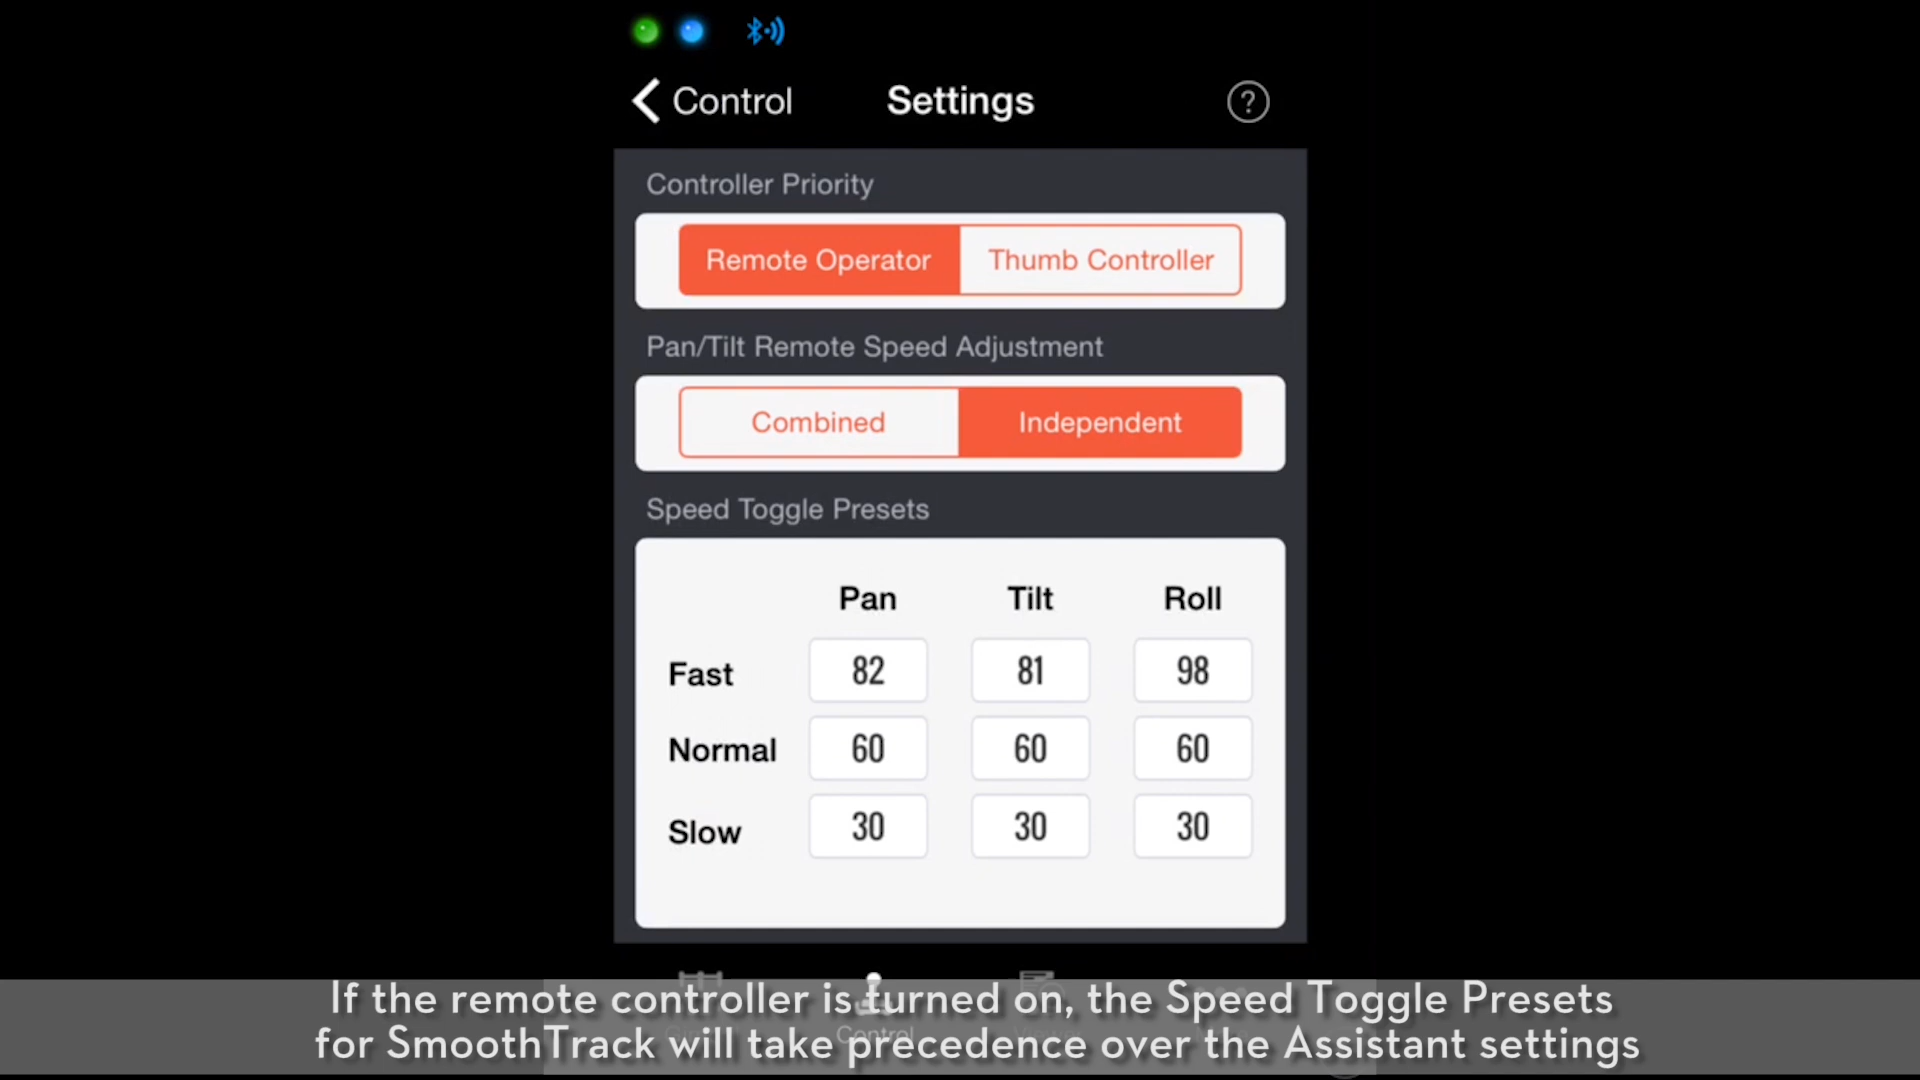 Control
Settings
?
Controller Priority
Remote Operator Thumb Controller
Pan/Tilt Remote Speed Adjustment
Combined Independent
Speed Toggle Presets
Pan Tilt Roll
Fast 82 81 98
Normal 60 60 60
Slow 30 30 30
If the remote controller is turned on, the Speed Toggle Presets
Control
for SmoothTrack will take precedence over the Assistant settings